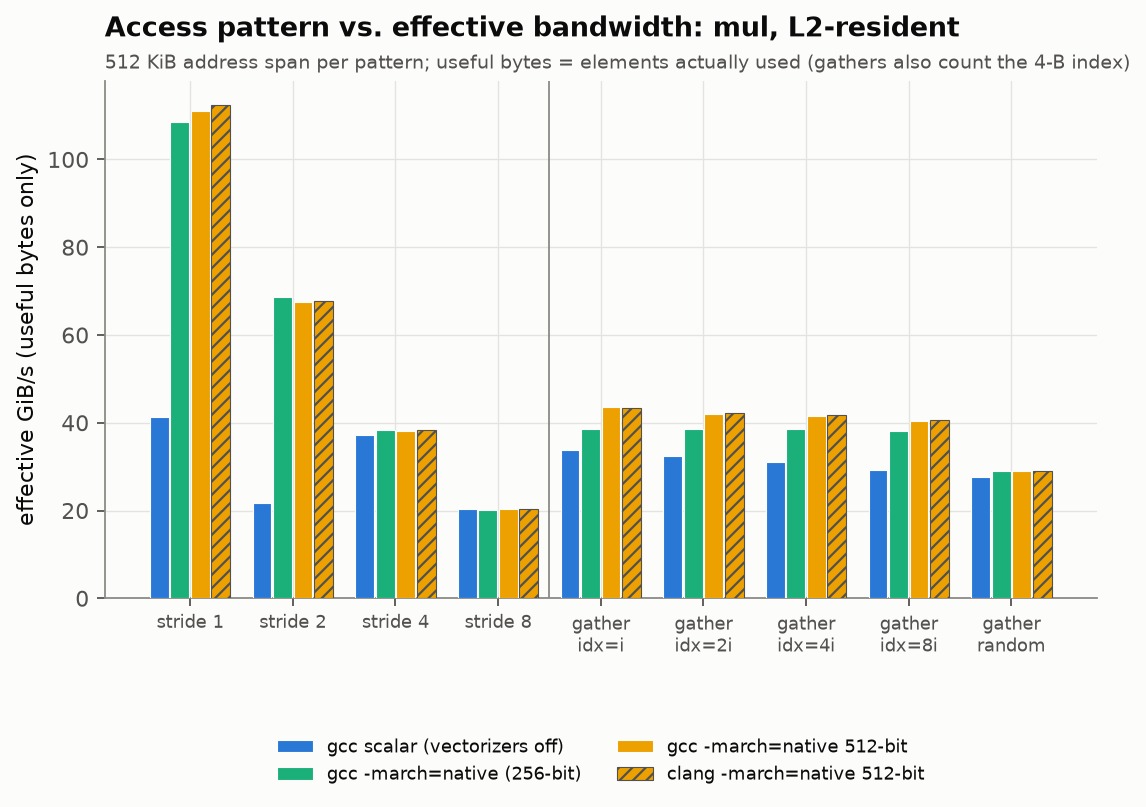 Access pattern vs. effective bandwidth: mul, L2-resident
512 KiB address span per pattern; useful bytes = elements actually used (gathers also count the 4-B index)
effective GiB/s (useful bytes only)
100
80
60
40
20
0
stride 1
stride 2
stride 4
stride 8
gather
idx=i
gather
idx=2i
gather
idx=4i
gather
idx=8i
gather
random
gcc scalar (vectorizers off)
gcc -march=native (256-bit)
gcc -march=native 512-bit
clang -march=native 512-bit